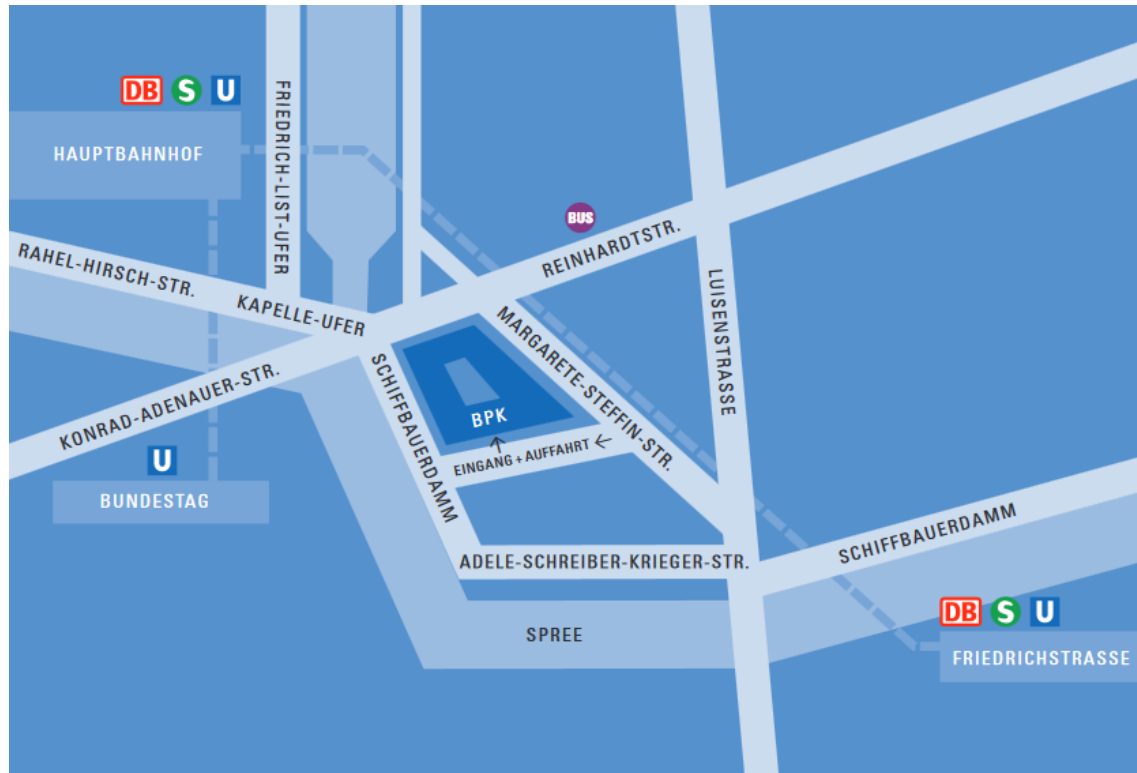 DB S U
HAUPTBAHNHOF
FRIEDRICH-LIST-UFER
BUS
REINHARDTSTR.
RAHEL-HIRSCH-STR.
KAPELLE-UFER
LUISENSTRASSE
MARGARETE-STEFFIN-STR.
SCHIFFBAUERDAMM
BPK
KONRAD-ADENAUER-STR.
EINGANG + AUFFAHRT
U
BUNDESTAG
SCHIFFBAUERDAMM
ADELE-SCHREIBER-KRIEGER-STR.
SPREE
DB S U
FRIEDRICHSTRASSE